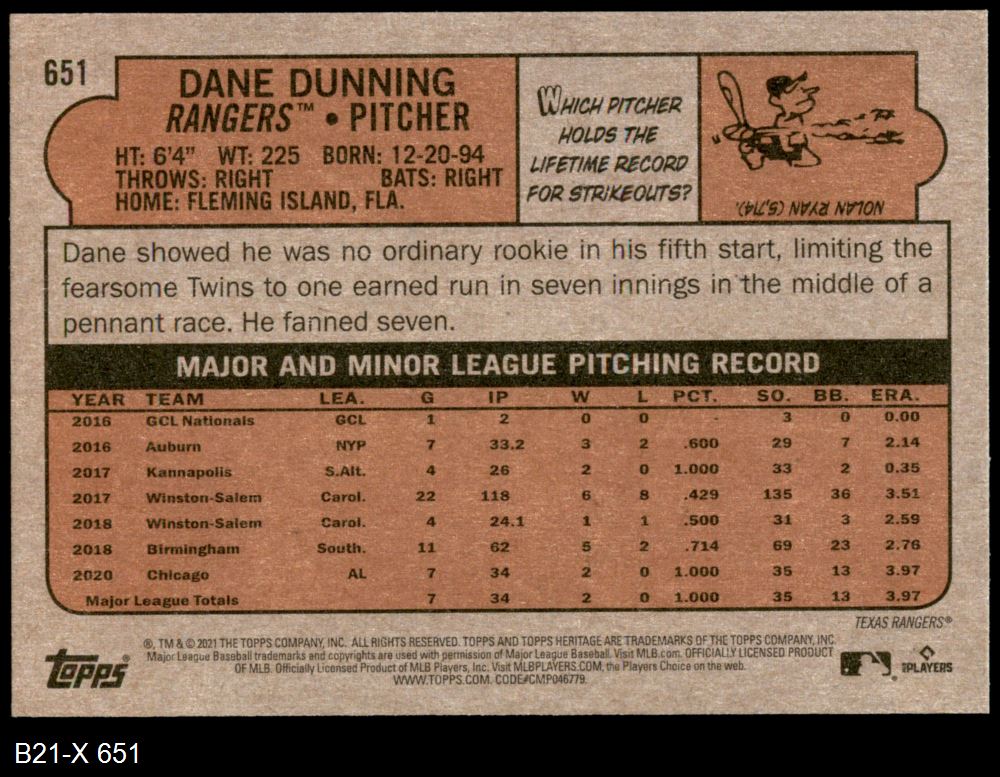 651
DANE DUNNING
RANGERS™ • PITCHER
HT: 6'4" WT: 225 BORN: 12-20-94
THROWS: RIGHT BATS: RIGHT
HOME: FLEMING ISLAND, FLA.
WHICH PITCHER
HOLDS THE
LIFETIME RECORD
FOR STRIKEOUTS?
NOLAN RYAN (5,714).
Dane showed he was no ordinary rookie in his fifth start, limiting the
fearsome Twins to one earned run in seven innings in the middle of a
pennant race. He fanned seven.
MAJOR AND MINOR LEAGUE PITCHING RECORD
YEAR TEAM LEA. G IP W L PCT. SO. BB. ERA.
2016 GCL Nationals GCL 1 2 0 0 - 3 0 0.00
2016 Auburn NYP 7 33.2 3 2 .600 29 7 2.14
2017 Kannapolis S.Alt. 4 26 2 0 1.000 33 2 0.35
2017 Winston-Salem Carol. 22 118 6 8 .429 135 36 3.51
2018 Winston-Salem Carol. 4 24.1 1 1 .500 31 3 2.59
2018 Birmingham South. 11 62 5 2 .714 69 23 2.76
2020 Chicago AL 7 34 2 0 1.000 35 13 3.97
Major League Totals 7 34 2 0 1.000 35 13 3.97
TEXAS RANGERS®
®, TM & © 2021 THE TOPPS COMPANY, INC. ALL RIGHTS RESERVED. TOPPS AND TOPPS HERITAGE ARE TRADEMARKS OF THE TOPPS COMPANY, INC.
Major League Baseball trademarks and copyrights are used with permission of Major League Baseball. Visit MLB.com. OFFICIALLY LICENSED PRODUCT
OF MLB. Officially Licensed Product of MLB Players, Inc. Visit MLBPLAYERS.COM, the Players Choice on the web.
WWW.TOPPS.COM. CODE#CMP046779.
TOPPS®
MLBPLAYERS
B21-X 651